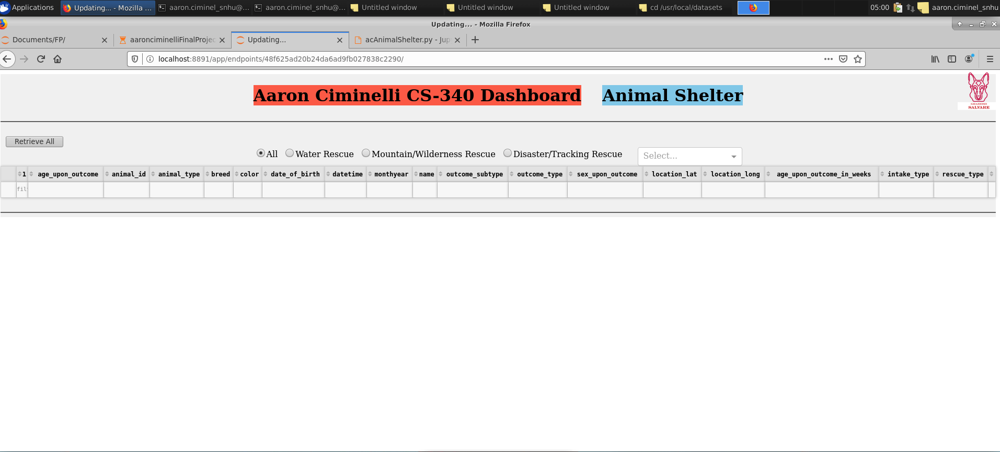 Applications Updating... - Mozilla ... aaron.ciminel_snhu@... aaron.ciminel_snhu@... Untitled window Untitled window Untitled window cd /usr/local/datasets 05:00 aaron.ciminel_snhu
Updating... - Mozilla Firefox
Documents/FP/ aaronciminelliFinalProjec Updating... acAnimalShelter.py - Jup
localhost:8891/app/endpoints/48f625ad20b24da6ad9fb027838c2290/
Aaron Ciminelli CS-340 Dashboard Animal Shelter
GRAZIOSO
SALVARE
Retrieve All
All Water Rescue Mountain/Wilderness Rescue Disaster/Tracking Rescue Select...
1 age_upon_outcome animal_id animal_type breed color date_of_birth datetime monthyear name outcome_subtype outcome_type sex_upon_outcome location_lat location_long age_upon_outcome_in_weeks intake_type rescue_type
fil